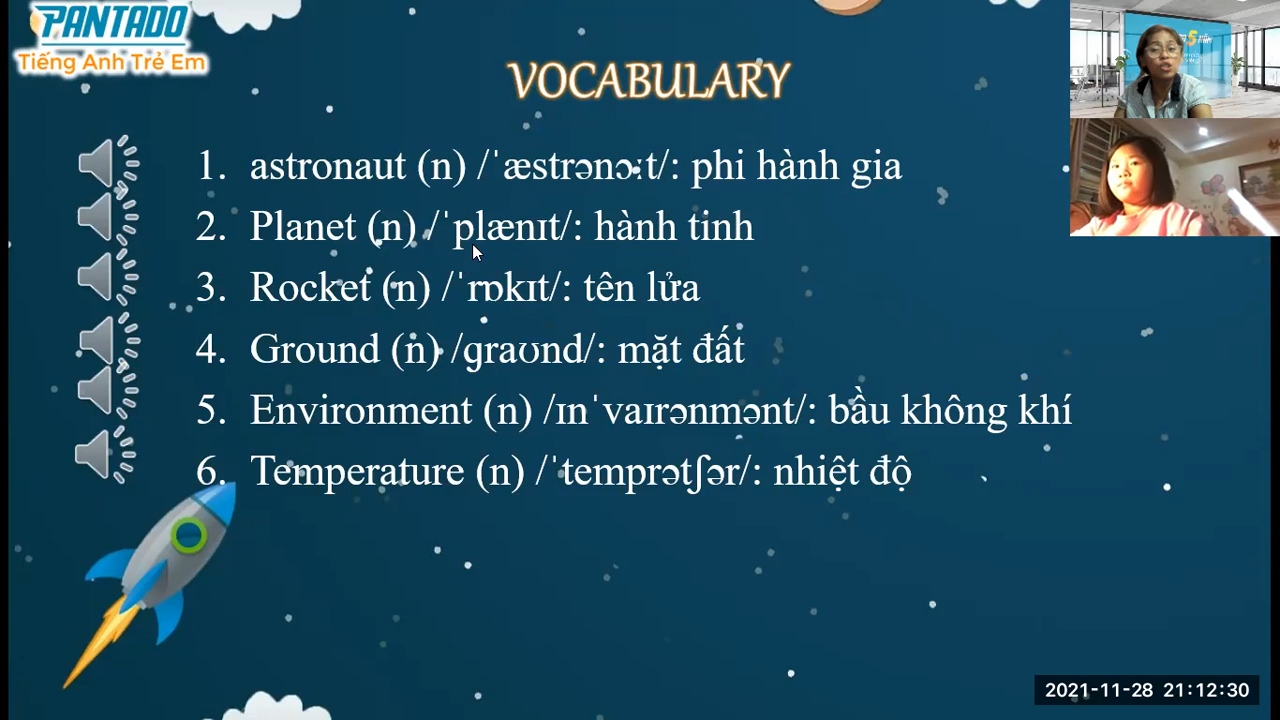 PANTADO
Tiếng Anh Trẻ Em
VOCABULARY
1. astronaut (n) /ˈæstrənɔːt/: phi hành gia
2. Planet (n) /ˈplænɪt/: hành tinh
3. Rocket (n) /ˈrɒkɪt/: tên lửa
4. Ground (n) /ɡraʊnd/: mặt đất
5. Environment (n) /ɪnˈvaɪrənmənt/: bầu không khí
6. Temperature (n) /ˈtemprətʃər/: nhiệt độ
2021-11-28 21:12:30